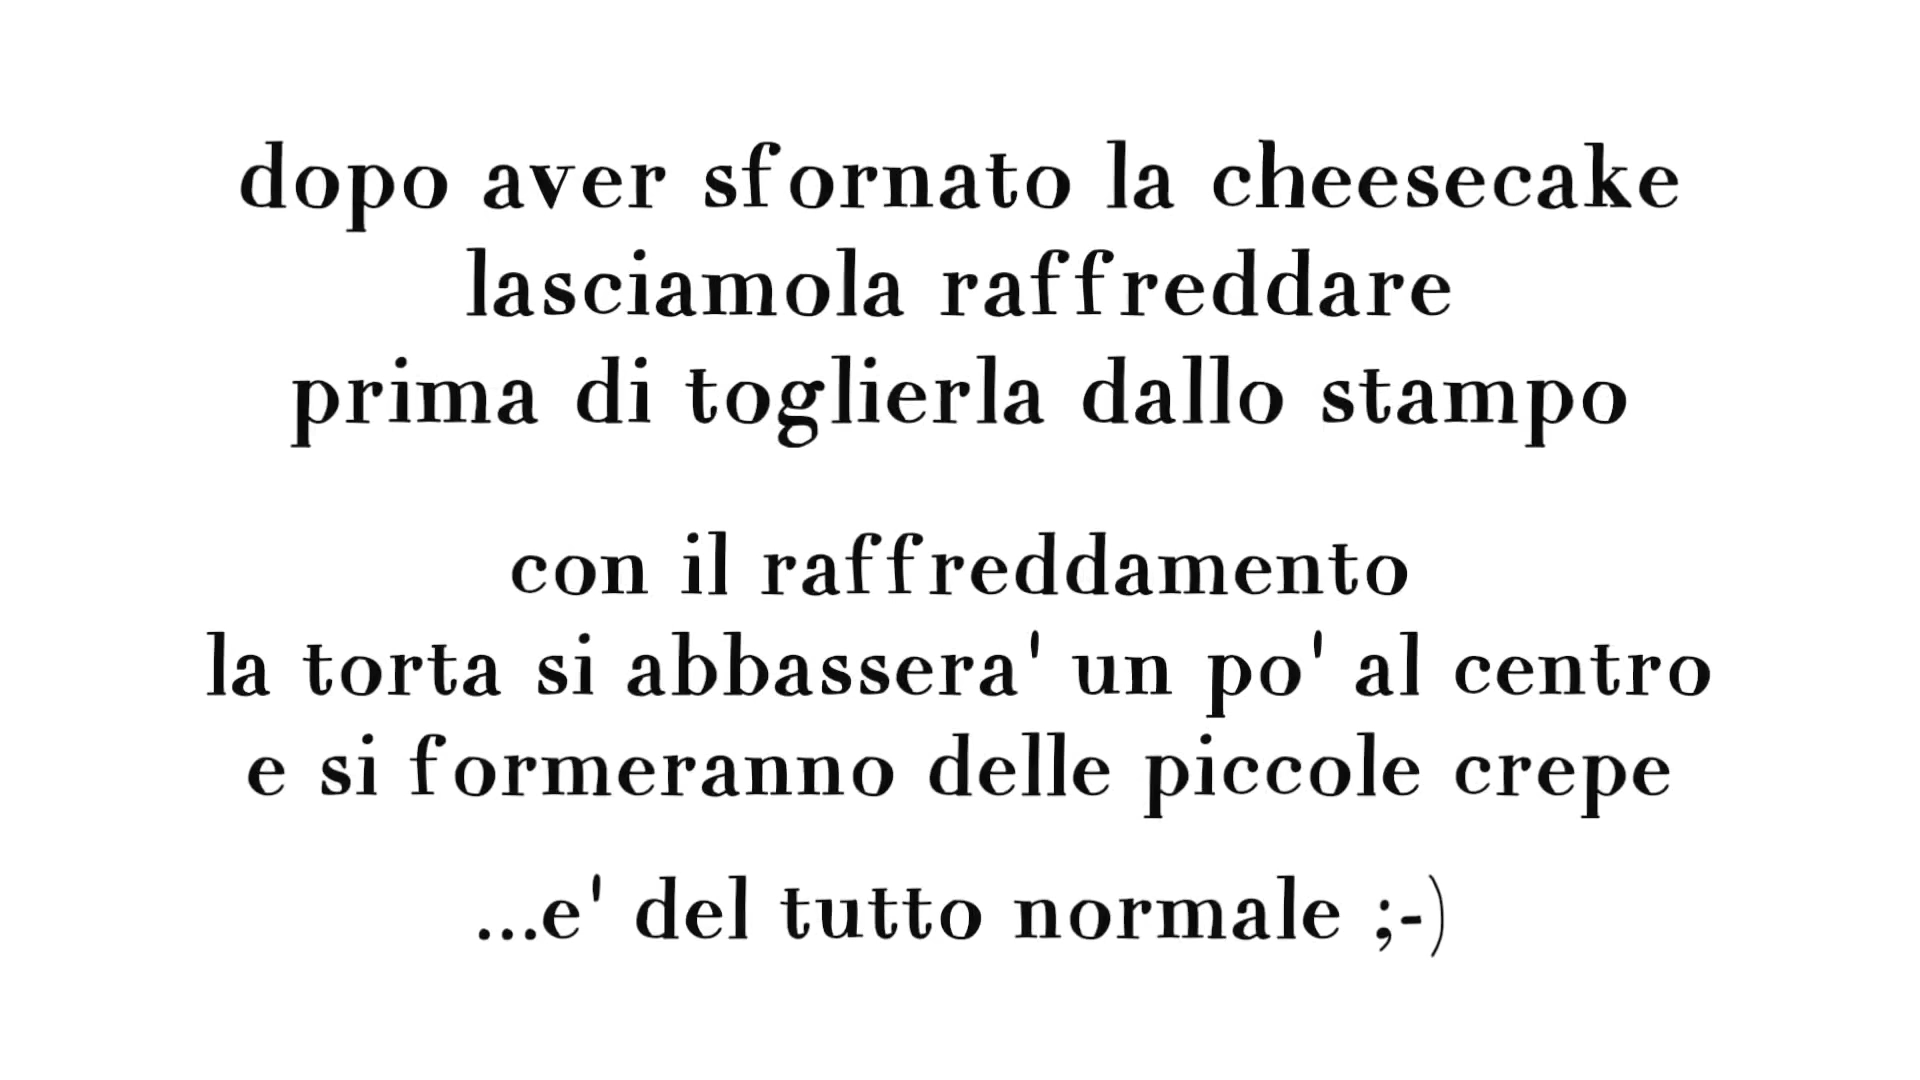 dopo aver sfornato la cheesecake
lasciamola raffreddare
prima di toglierla dallo stampo
con il raffreddamento
la torta si abbassera' un po' al centro
e si formeranno delle piccole crepe
...e' del tutto normale ;-)